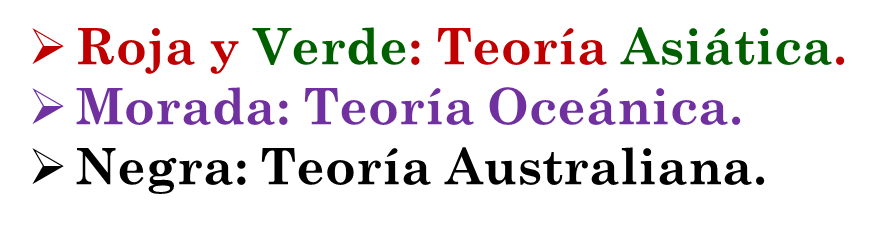 ➢ Roja y Verde: Teoría Asiática.
➢ Morada: Teoría Oceánica.
➢ Negra: Teoría Australiana.